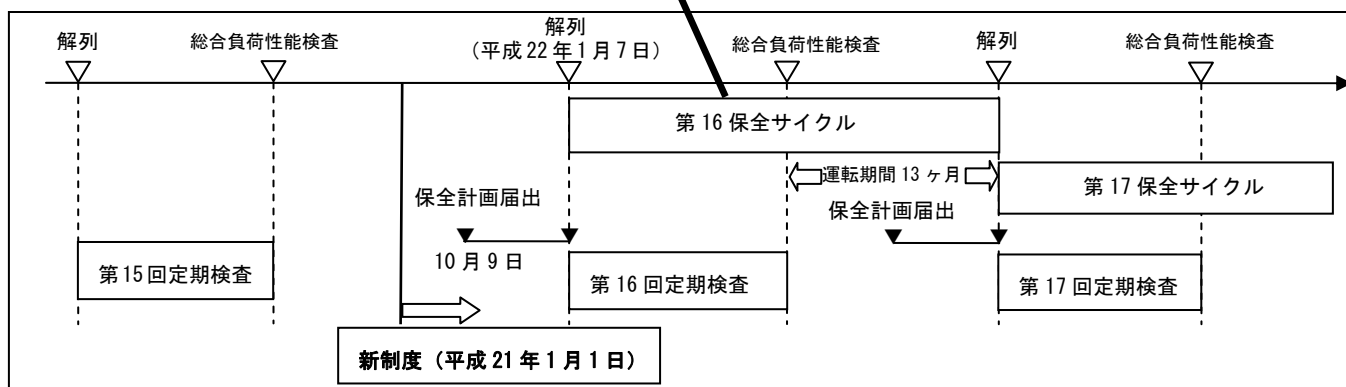 解列
総合負荷性能検査
解列
（平成22年1月7日）
総合負荷性能検査
解列
総合負荷性能検査
第16保全サイクル
運転期間13ヶ月
第17保全サイクル
保全計画届出
保全計画届出
10月9日
第15回定期検査
第16回定期検査
第17回定期検査
新制度（平成21年1月1日）